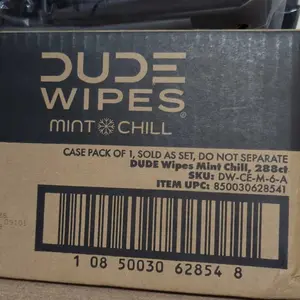 DUDE
WIPES®
MINT CHILL
CASE PACK OF 1, SOLD AS SET, DO NOT SEPARATE
DUDE Wipes Mint Chill, 288ct
SKU: DW-CE-M-6-A
ITEM UPC: 850030628541
1 08 50030 62854 8